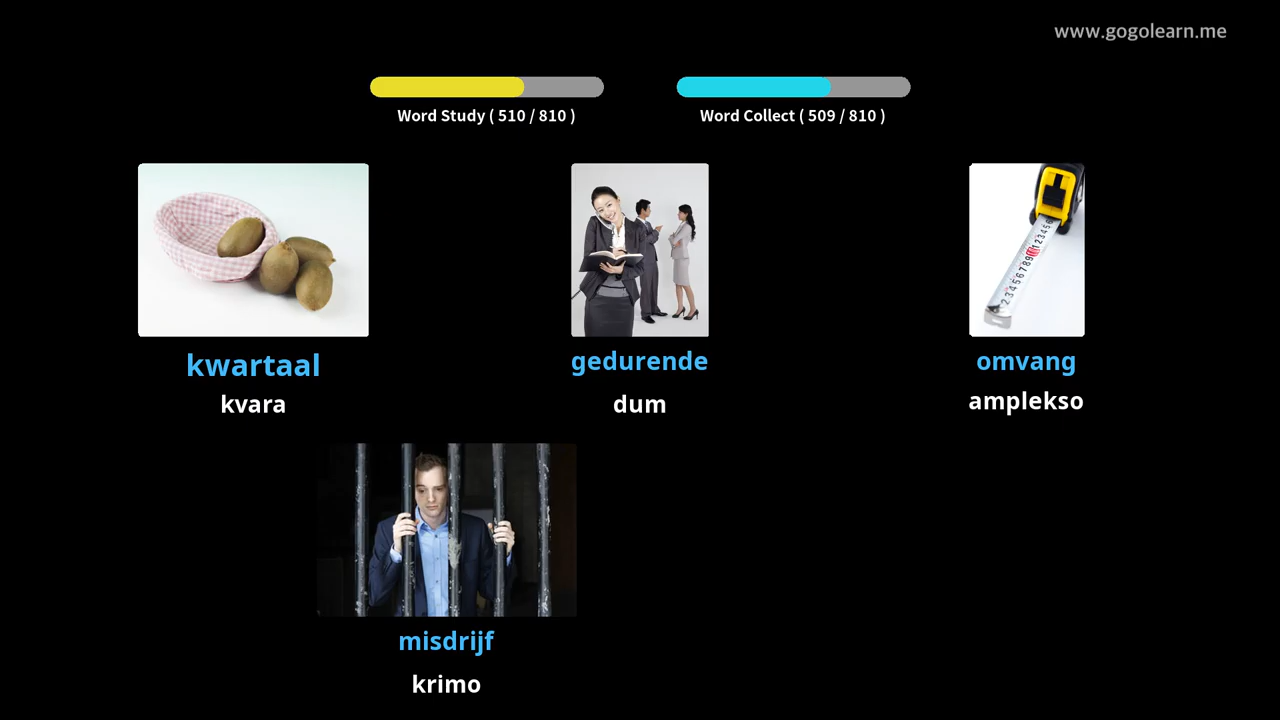 www.gogolearn.me
Word Study ( 510 / 810 )
Word Collect ( 509 / 810 )
kwartaal
kvara
gedurende
dum
omvang
amplekso
misdrijf
krimo